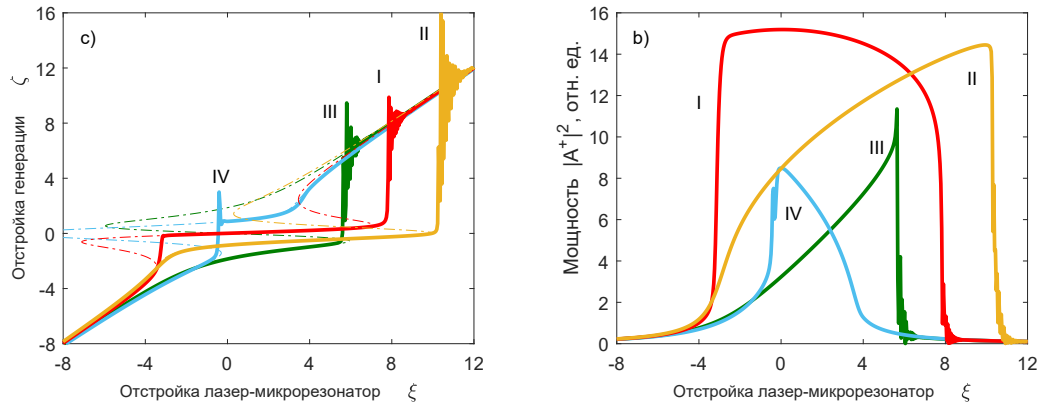 c)
II
I
III
IV
Отстройка генерации ζ
16
12
8
4
0
-4
-8
-8 -4 0 4 8 12
Отстройка лазер-микрорезонатор ξ
b)
I
II
III
IV
Мощность |A⁺|², отн. ед.
16
14
12
10
8
6
4
2
0
-8 -4 0 4 8 12
Отстройка лазер-микрорезонатор ξ